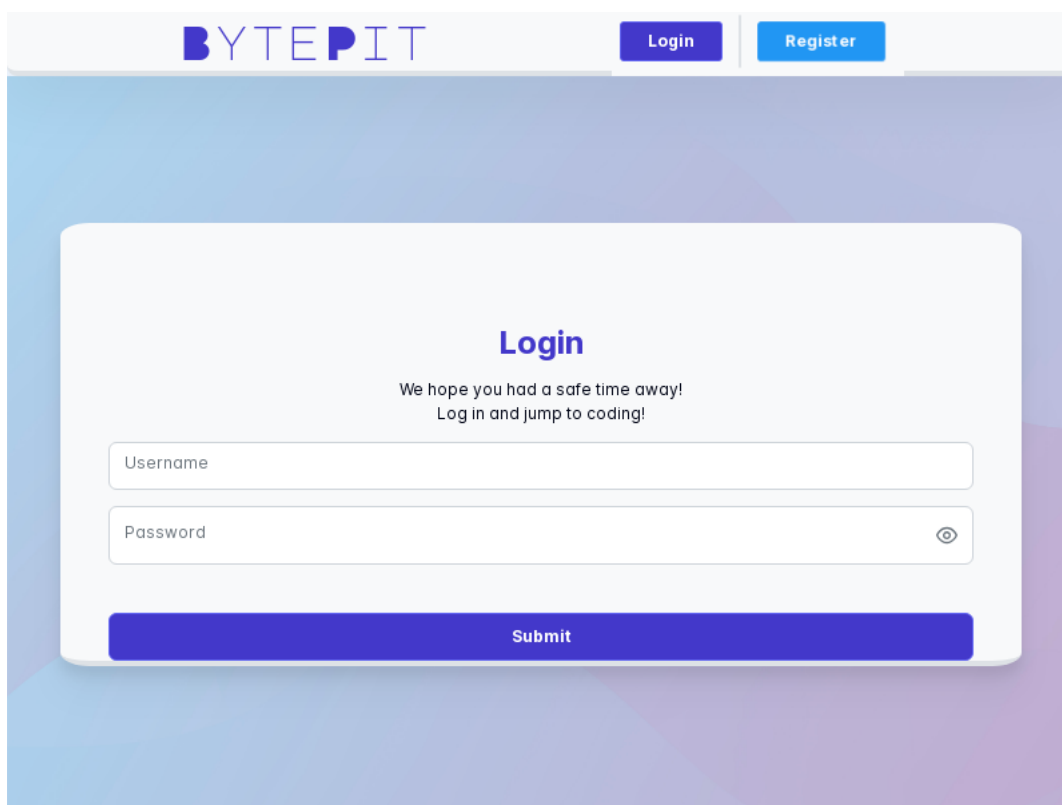 BYTEPIT
Login
Register
Login
We hope you had a safe time away!
Log in and jump to coding!
Username
Password
Submit